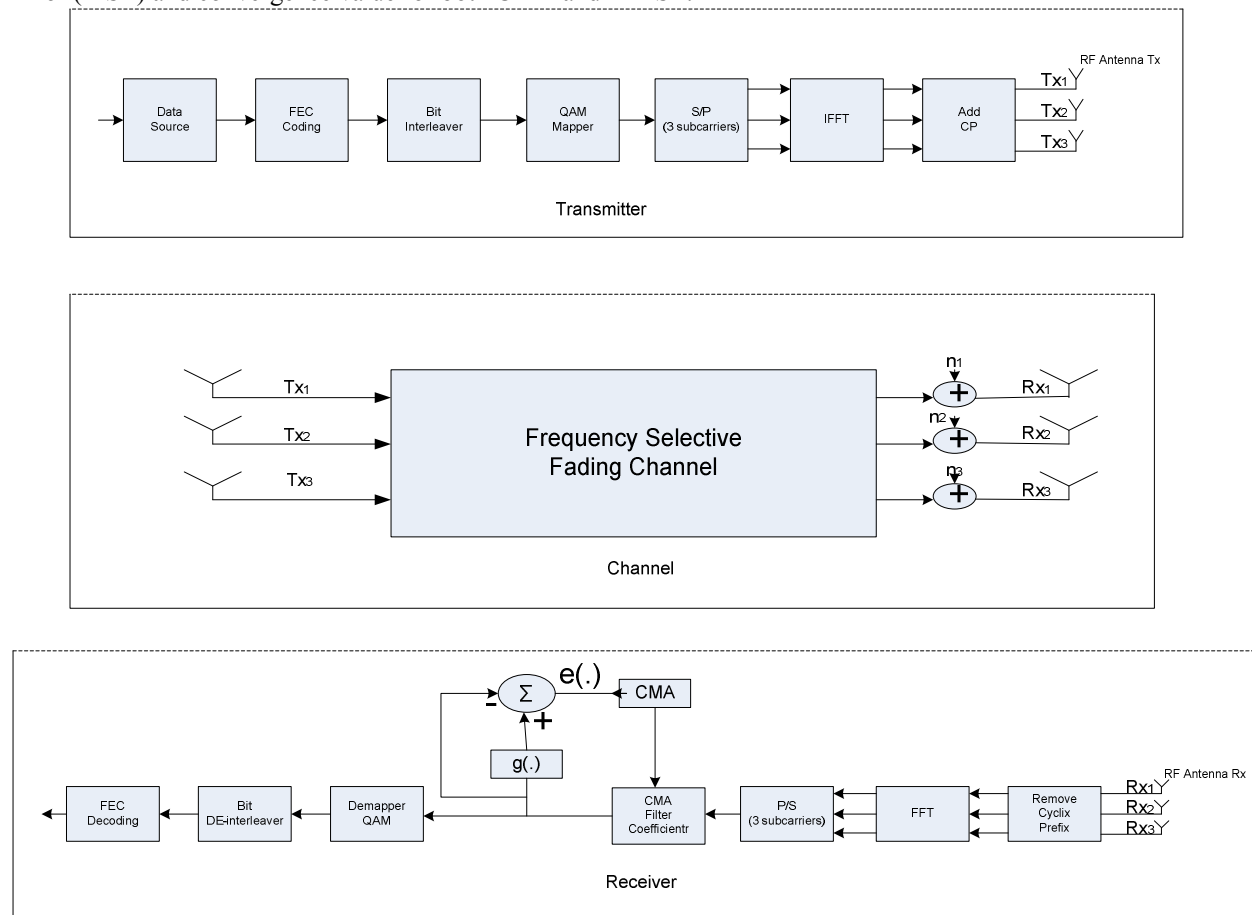 RF Antenna Tx
Tx1
Tx2
Tx3
Data
Source
FEC
Coding
Bit
Interleaver
QAM
Mapper
S/P
(3 subcarriers)
IFFT
Add
CP
Transmitter
Tx1
Tx2
Tx3
Frequency Selective
Fading Channel
n1
n2
n3
+
+
+
Rx1
Rx2
Rx3
Channel
Σ
e(.)
CMA
-
+
g(.)
FEC
Decoding
Bit
DE-interleaver
Demapper
QAM
CMA
Filter
Coefficientr
P/S
(3 subcarriers)
FFT
Remove
Cyclix
Prefix
RF Antenna Rx
Rx1
Rx2
Rx3
Receiver